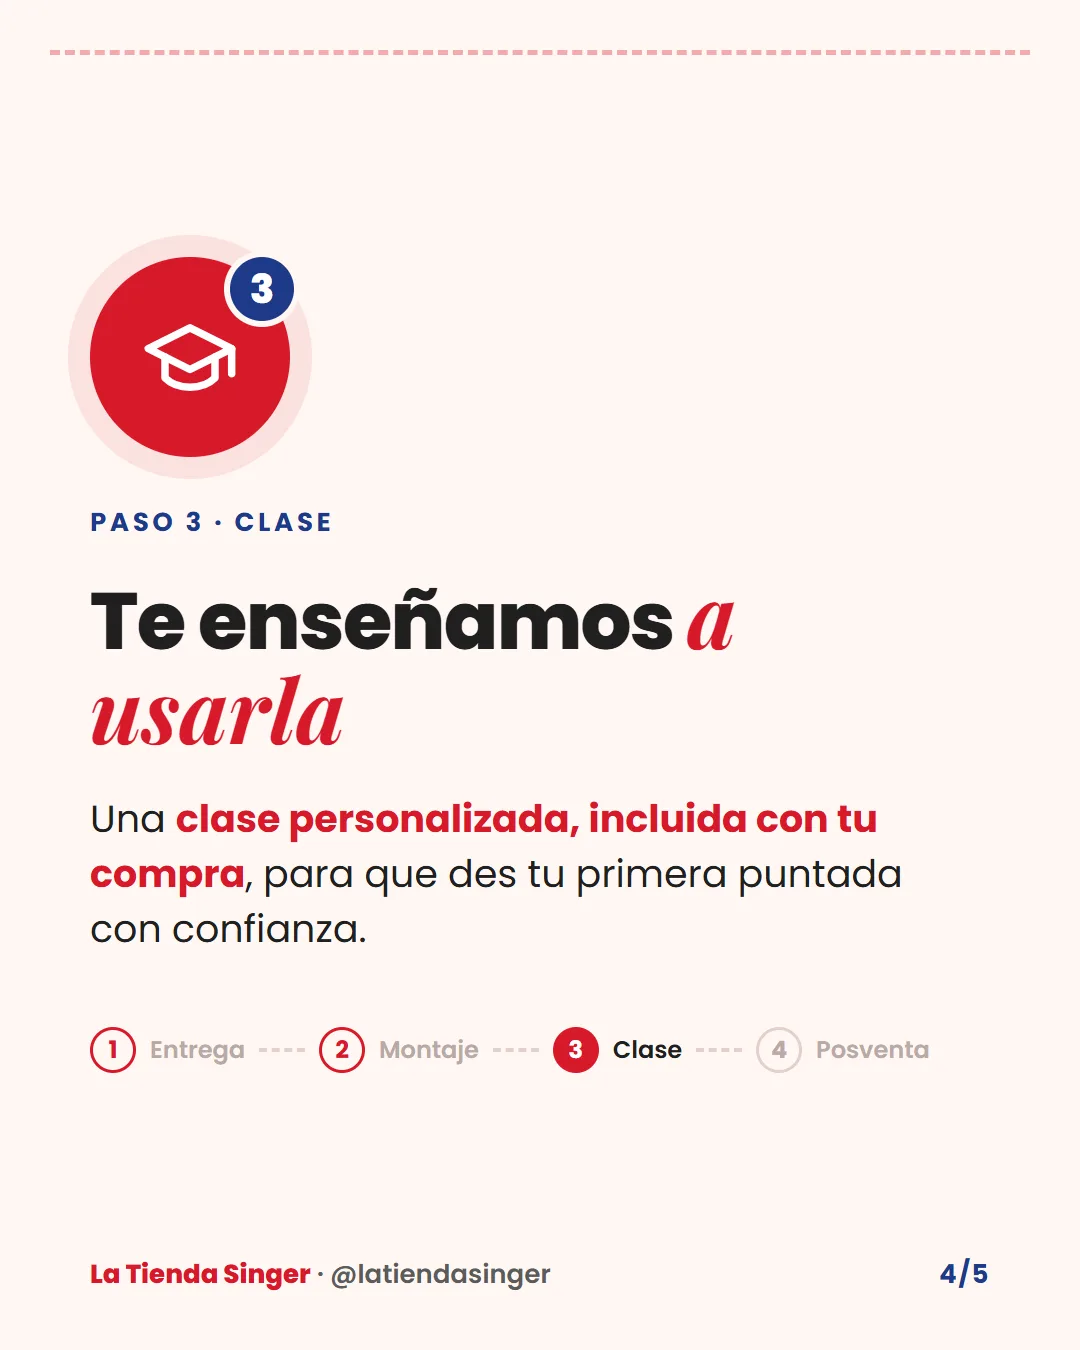 3
PASO 3 · CLASE
Te enseñamos a
usarla
Una clase personalizada, incluida con tu
compra, para que des tu primera puntada
con confianza.
1 Entrega 2 Montaje 3 Clase 4 Posventa
La Tienda Singer · @latiendasinger 4/5